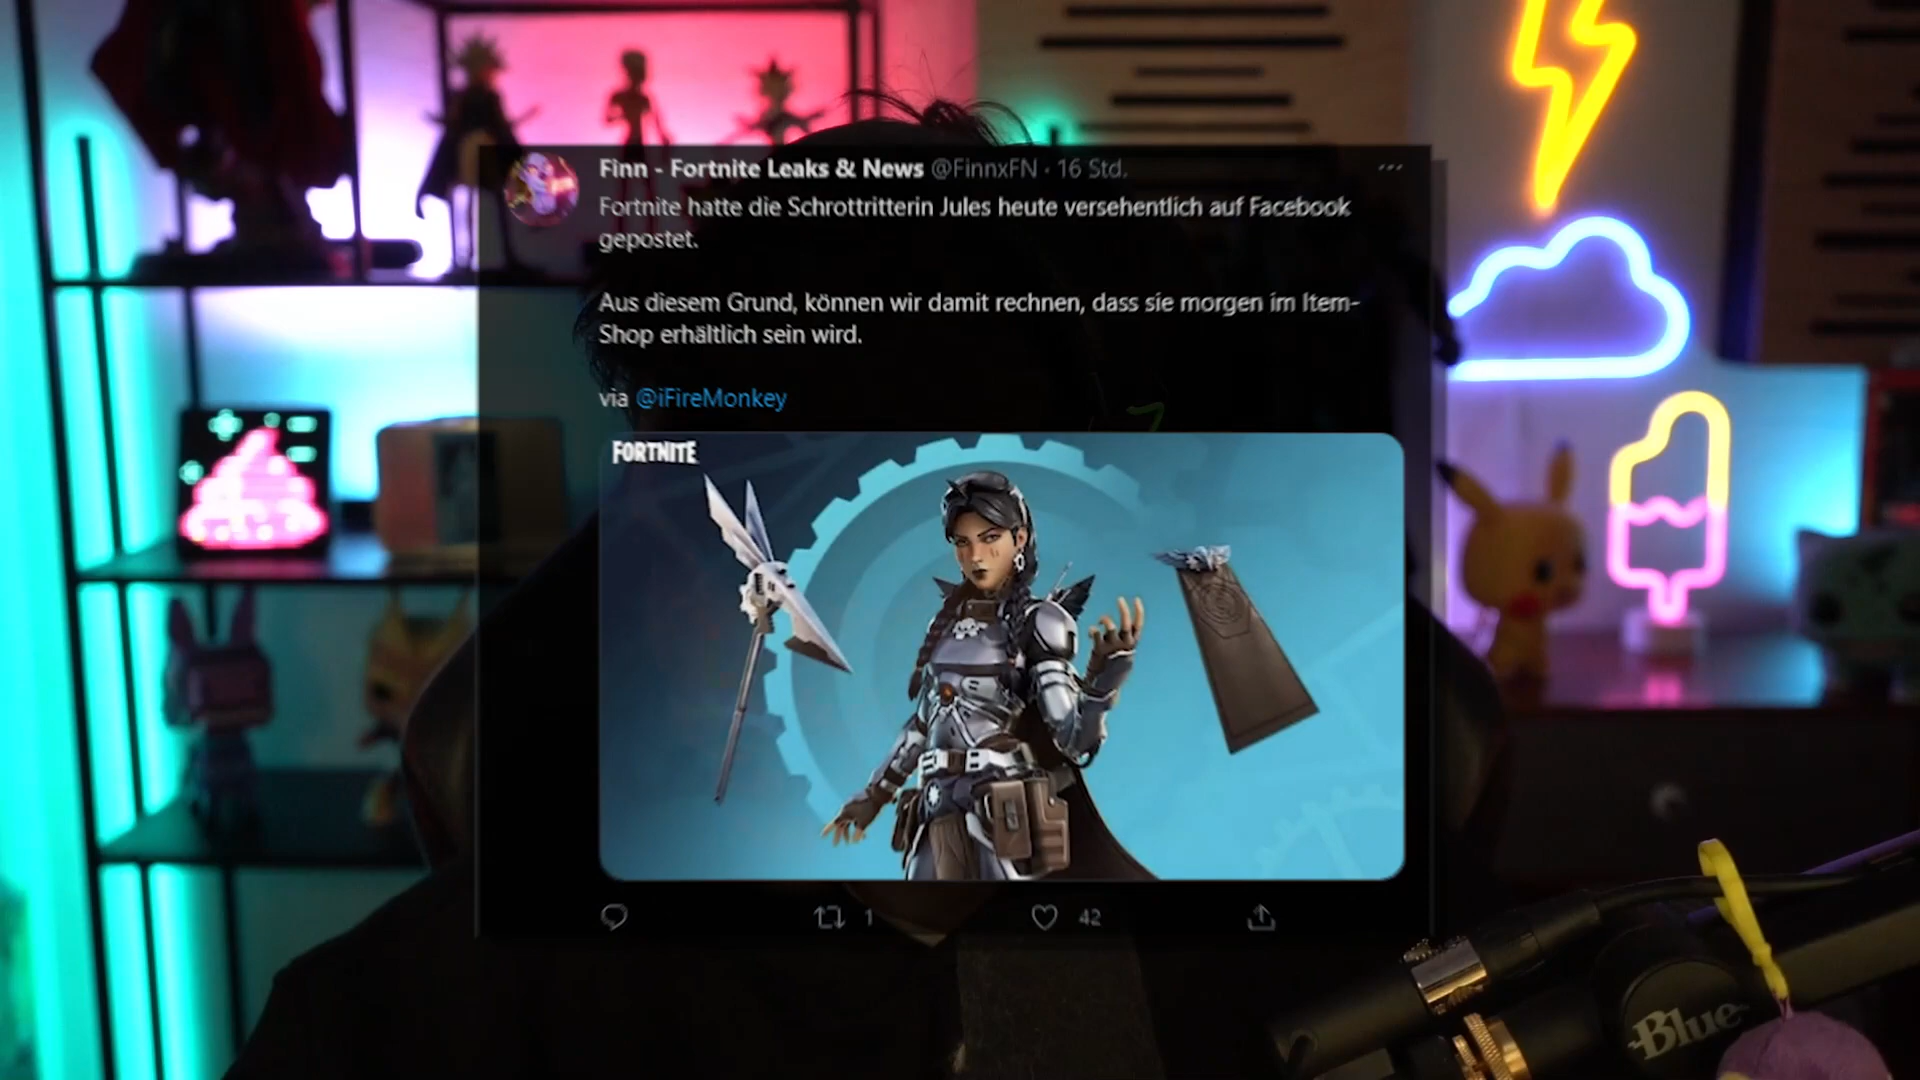 Finn - Fortnite Leaks & News @FinnxFN · 16 Std.
Fortnite hatte die Schrottritterin Jules heute versehentlich auf Facebook
gepostet.
Aus diesem Grund, können wir damit rechnen, dass sie morgen im Item-
Shop erhältlich sein wird.
via @iFireMonkey
FORTNITE
1 42
Blue